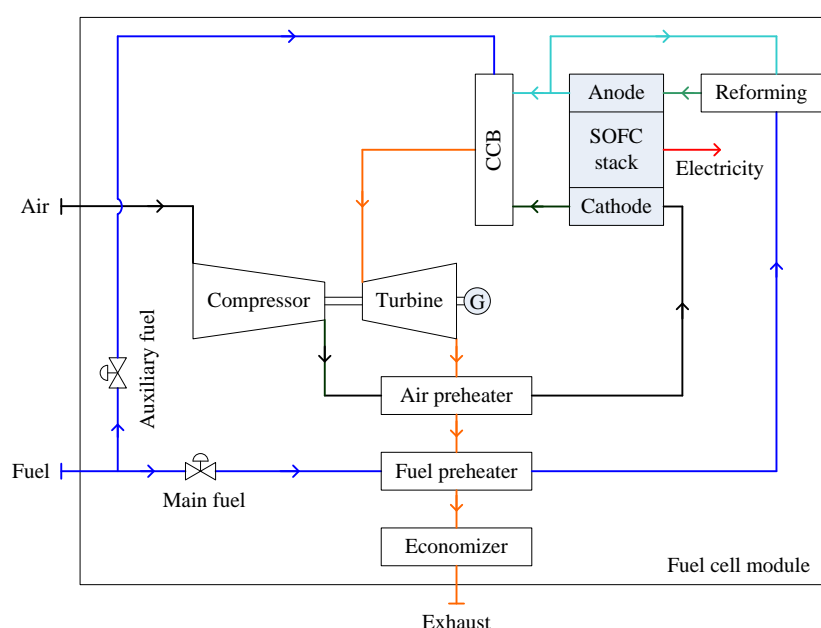 Anode
Reforming
CCB
SOFC
stack
Electricity
Air
Cathode
Compressor
Turbine
G
Auxiliary fuel
Air preheater
Fuel
Fuel preheater
Main fuel
Economizer
Fuel cell module
Exhaust